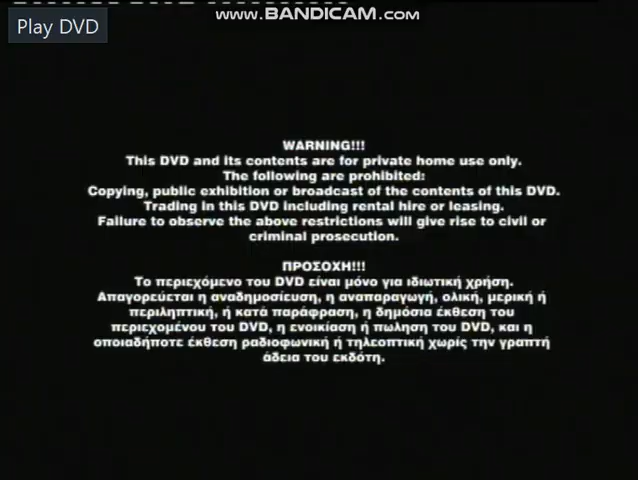 www.BANDICAM.com
Play DVD
WARNING!!!
This DVD and its contents are for private home use only.
The following are prohibited:
Copying, public exhibition or broadcast of the contents of this DVD.
Trading in this DVD including rental hire or leasing.
Failure to observe the above restrictions will give rise to civil or
criminal prosecution.
ΠΡΟΣΟΧΗ!!!
Το περιεχόμενο του DVD είναι μόνο για ιδιωτική χρήση.
Απαγορεύεται η αναδημοσίευση, η αναπαραγωγή, ολική, μερική ή
περιληπτική, ή κατά παράφραση, η δημόσια έκθεση του
περιεχομένου του DVD, η ενοικίαση ή πώληση του DVD, και η
οποιαδήποτε έκθεση ραδιοφωνική ή τηλεοπτική χωρίς την γραπτή
άδεια του εκδότη.